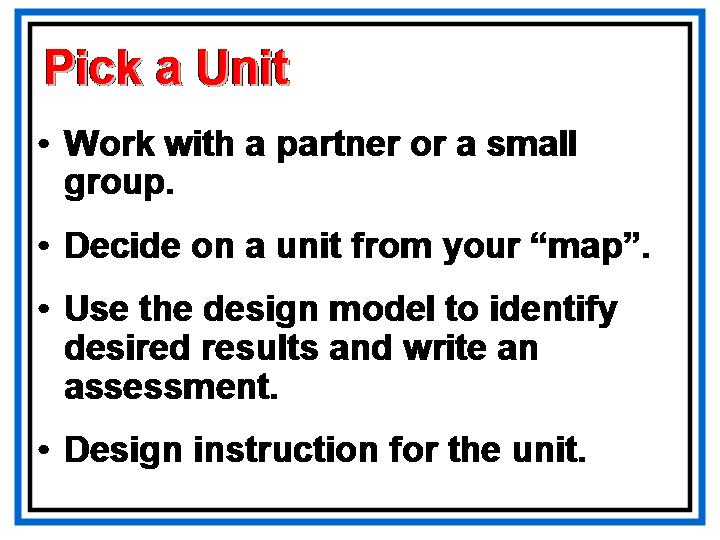 Pick a Unit
• Work with a partner or a small
group.
• Decide on a unit from your “map”.
• Use the design model to identify
desired results and write an
assessment.
• Design instruction for the unit.